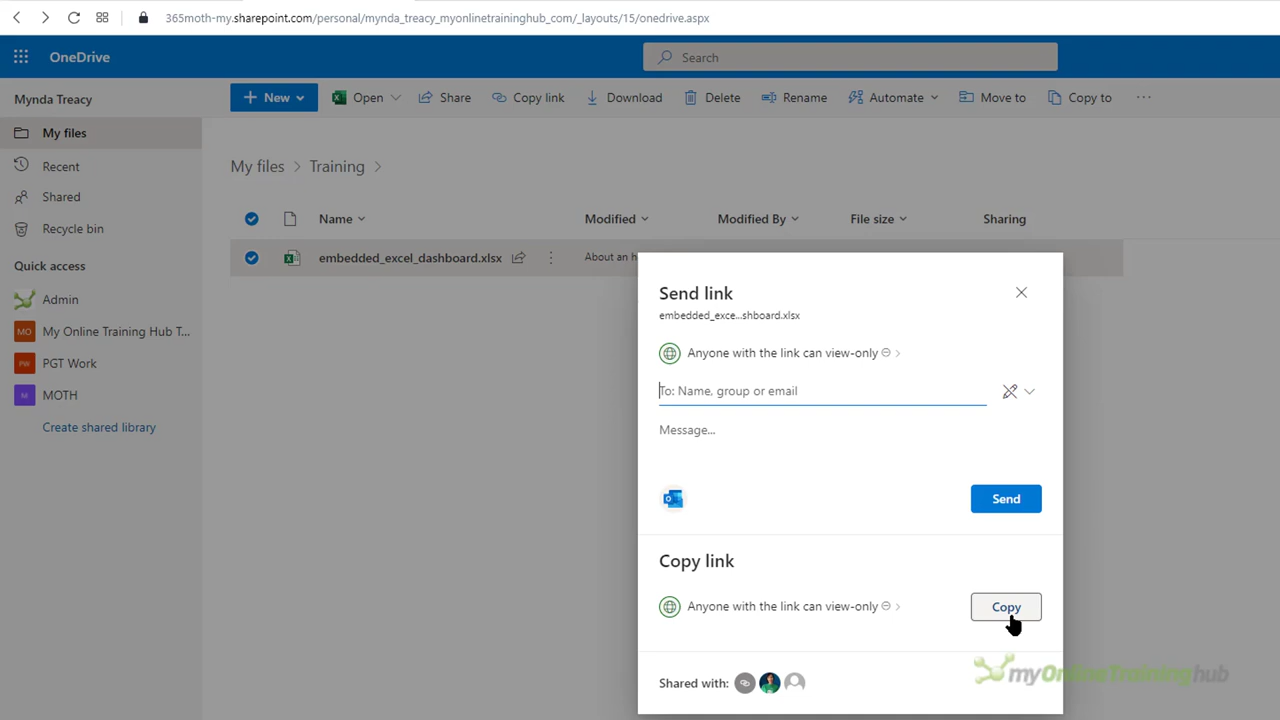 365moth-my.sharepoint.com/personal/mynda_treacy_myonlinetraininghub_com/_layouts/15/onedrive.aspx
OneDrive
Search
Mynda Treacy
New
Open
Share
Copy link
Download
Delete
Rename
Automate
Move to
Copy to
My files
Recent
Shared
Recycle bin
Quick access
Admin
MO My Online Training Hub T...
PW PGT Work
M MOTH
Create shared library
My files > Training >
Name
Modified
Modified By
File size
Sharing
embedded_excel_dashboard.xlsx
About an h
Send link
embedded_exce...shboard.xlsx
Anyone with the link can view-only
To: Name, group or email
Message...
Send
Copy link
Anyone with the link can view-only
Copy
Shared with:
myOnlineTraininghub